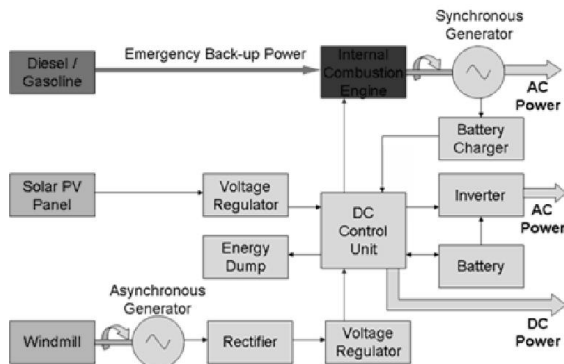 Synchronous
Generator
Diesel /
Gasoline
Emergency Back-up Power
Internal
Combustion
Engine
AC
Power
Battery
Charger
Solar PV
Panel
Voltage
Regulator
DC
Control
Unit
Inverter
AC
Power
Energy
Dump
Battery
Asynchronous
Generator
DC
Power
Windmill
Rectifier
Voltage
Regulator